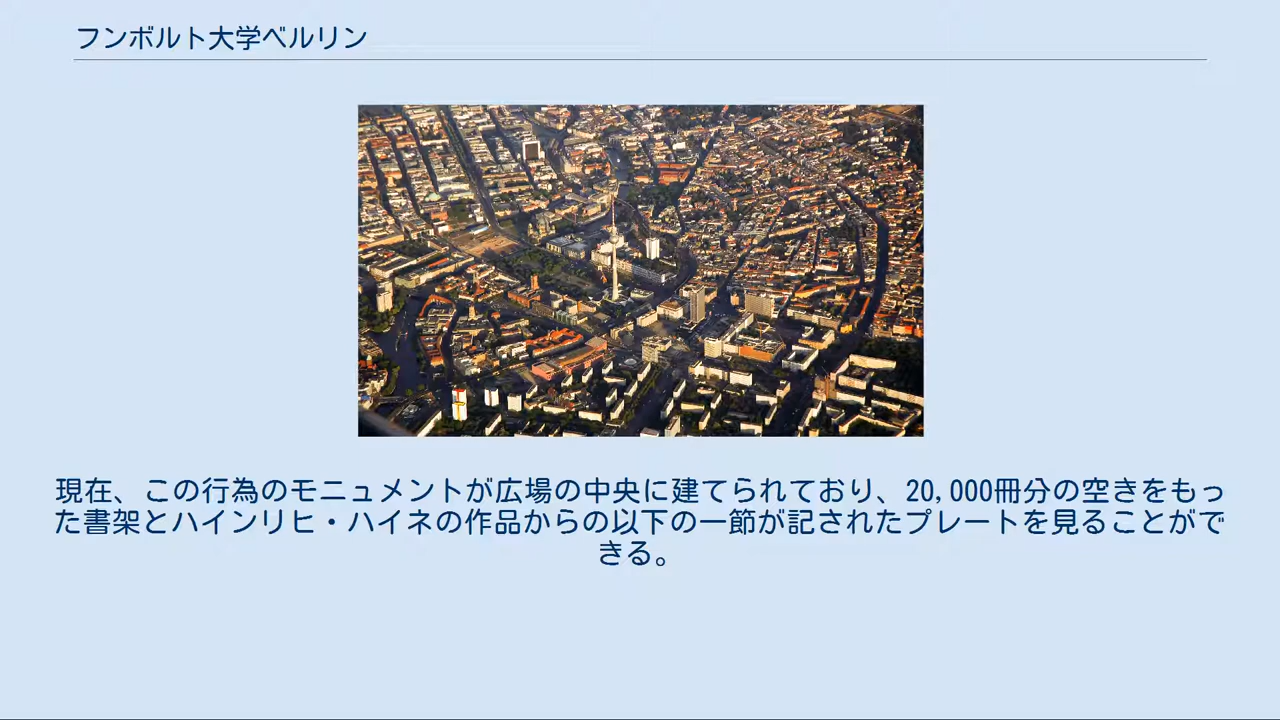 フンボルト大学ベルリン
現在、この行為のモニュメントが広場の中央に建てられており、20,000冊分の空きをもっ
た書架とハインリヒ・ハイネの作品からの以下の一節が記されたプレートを見ることがで
きる。